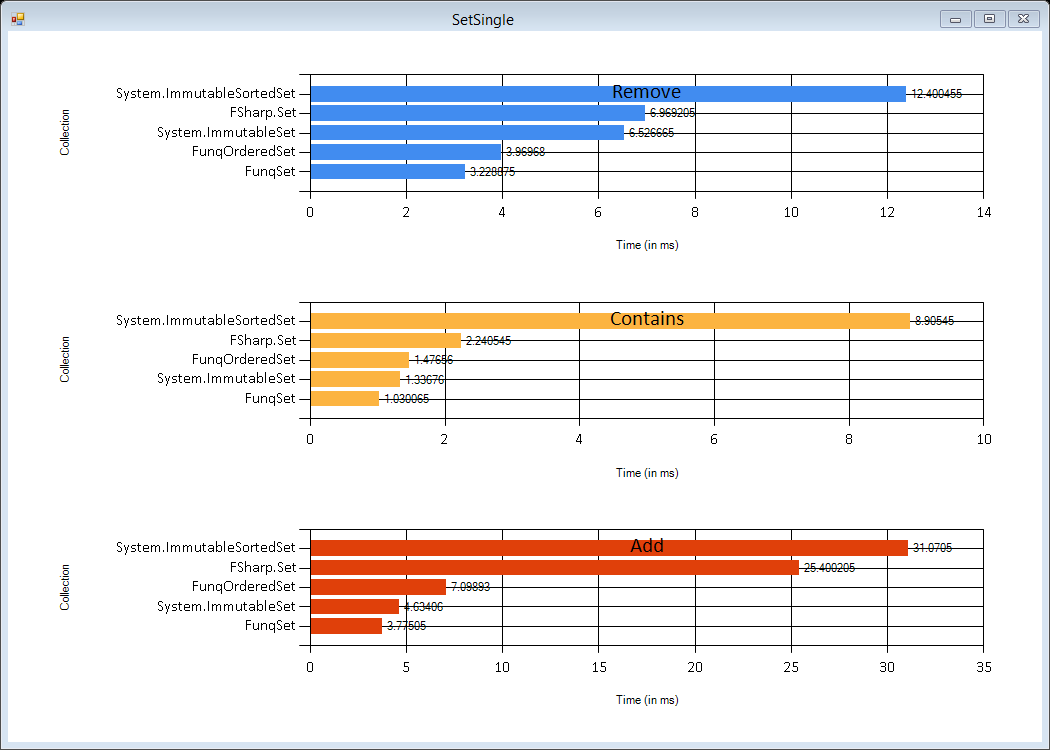 SetSingle
Remove
Collection
System.ImmutableSortedSet 12.400455
FSharp.Set 6.969205
System.ImmutableSet 6.526665
FunqOrderedSet 3.96968
FunqSet 3.228875
0 2 4 6 8 10 12 14
Time (in ms)
Contains
Collection
System.ImmutableSortedSet 8.90545
FSharp.Set 2.240545
FunqOrderedSet 1.47656
System.ImmutableSet 1.33676
FunqSet 1.030065
0 2 4 6 8 10
Time (in ms)
Add
Collection
System.ImmutableSortedSet 31.0705
FSharp.Set 25.400205
FunqOrderedSet 7.09893
System.ImmutableSet 4.63406
FunqSet 3.77505
0 5 10 15 20 25 30 35
Time (in ms)